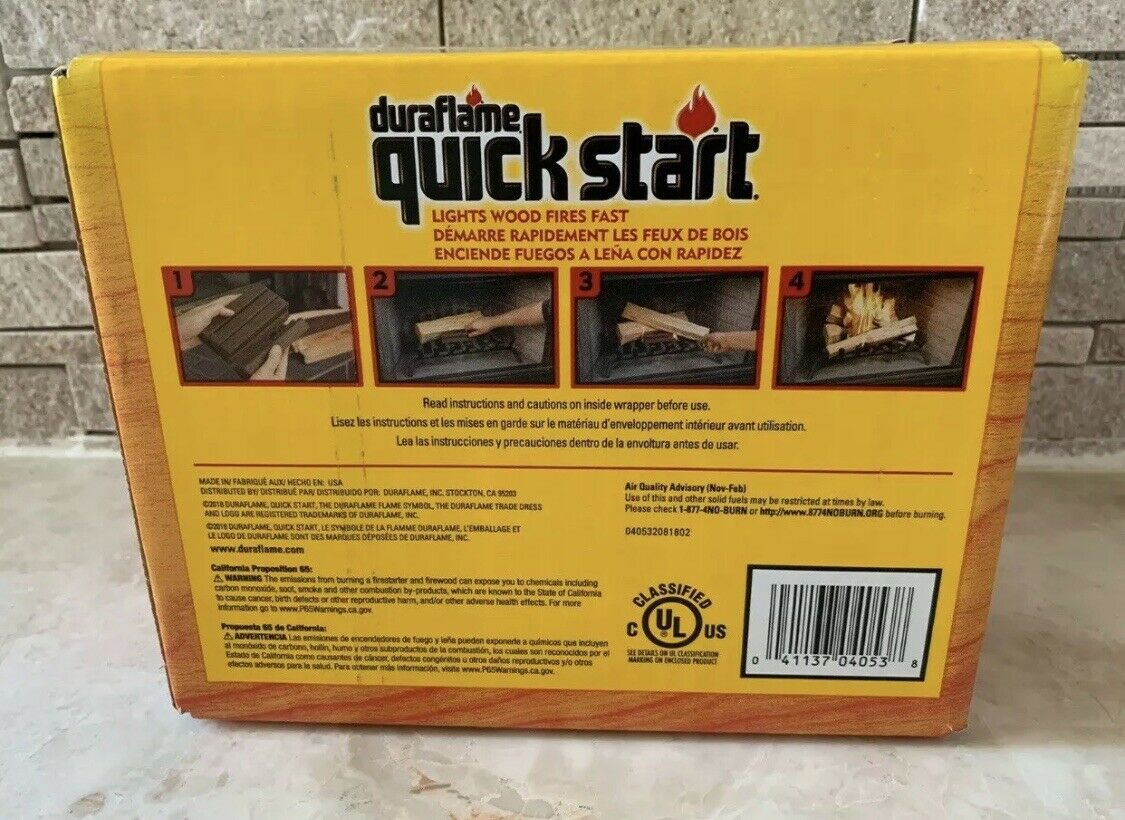 duraflame
quick start
LIGHTS WOOD FIRES FAST
DÉMARRE RAPIDEMENT LES FEUX DE BOIS
ENCIENDE FUEGOS A LEÑA CON RAPIDEZ
1 2 3 4
Read instructions and cautions on inside wrapper before use.
Lisez les instructions et les mises en garde sur le matériau d'enveloppement intérieur avant utilisation.
Lea las instrucciones y precauciones dentro de la envoltura antes de usar.
MADE IN/ FABRIQUÉ AUX/ HECHO EN: USA
DISTRIBUTED BY/ DISTRIBUÉ PAR/ DISTRIBUIDO POR: DURAFLAME, INC. STOCKTON, CA 95203
©2018 DURAFLAME, QUICK START, THE DURAFLAME FLAME SYMBOL, THE DURAFLAME TRADE DRESS
AND LOGO ARE REGISTERED TRADEMARKS OF DURAFLAME, INC.
©2018 DURAFLAME, QUICK START, LE SYMBOLE DE LA FLAMME DURAFLAME, L'EMBALLAGE ET
LE LOGO DE DURAFLAME SONT DES MARQUES DÉPOSÉES DE DURAFLAME, INC.
www.duraflame.com
California Proposition 65:
⚠ WARNING The emissions from burning a firestarter and firewood can expose you to chemicals including
carbon monoxide, soot, smoke and other combustion by-products, which are known to the State of California
to cause cancer, birth defects or other reproductive harm, and/or other adverse health effects. For more
information go to www.P65Warnings.ca.gov.
Propuesta 65 de California:
⚠ ADVERTENCIA Las emisiones de encendedores de fuego y leña pueden exponerle a químicos que incluyen
al monóxido de carbono, hollín, humo y otros subproductos de la combustión, los cuales son reconocidos por el
Estado de California como causantes de cáncer, defectos congénitos u otros daños reproductivos y/o otros
efectos adversos para la salud. Para obtener más información, visite www.P65Warnings.ca.gov.
Air Quality Advisory (Nov-Feb)
Use of this and other solid fuels may be restricted at times by law.
Please check 1-877-4NO-BURN or http://www.8774NOBURN.ORG before burning.
040532081802
CLASSIFIED
C UL US
SEE DETAILS ON UL CLASSIFICATION
MARKING ON ENCLOSED PRODUCT
0 41137 04053 8